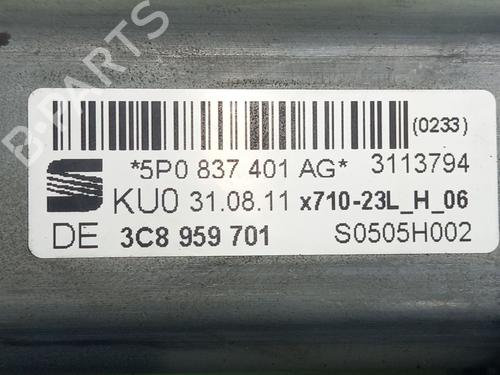 (0233)
*5P0 837 401 AG* 3113794
KU0 31.08.11 x710-23L_H_06
DE 3C8 959 701 S0505H002
B-PARTS